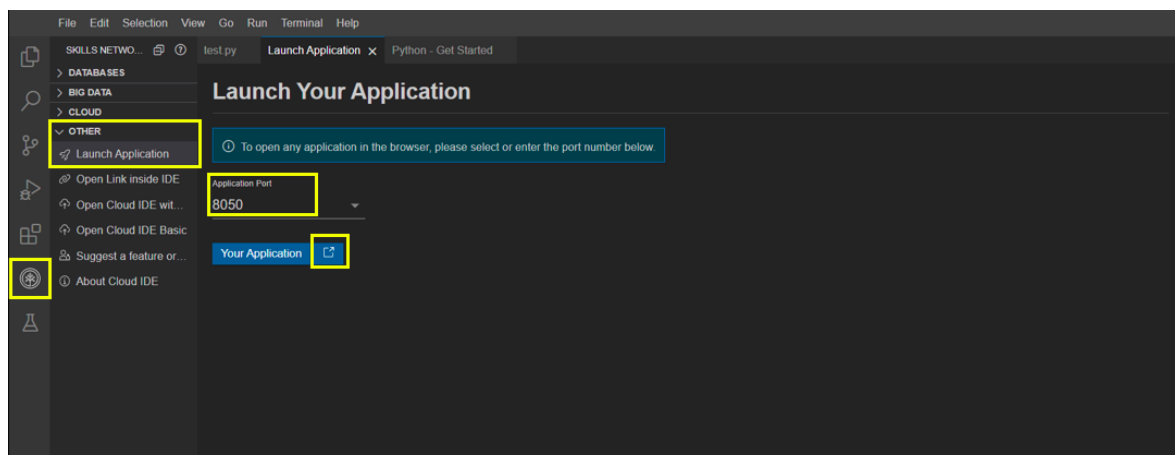 File Edit Selection View Go Run Terminal Help
SKILLS NETWO...
test.py Launch Application Python - Get Started
DATABASES
BIG DATA
CLOUD
OTHER
Launch Application
Open Link inside IDE
Open Cloud IDE wit...
Open Cloud IDE Basic
Suggest a feature or...
About Cloud IDE
Launch Your Application
To open any application in the browser, please select or enter the port number below.
Application Port
8050
Your Application